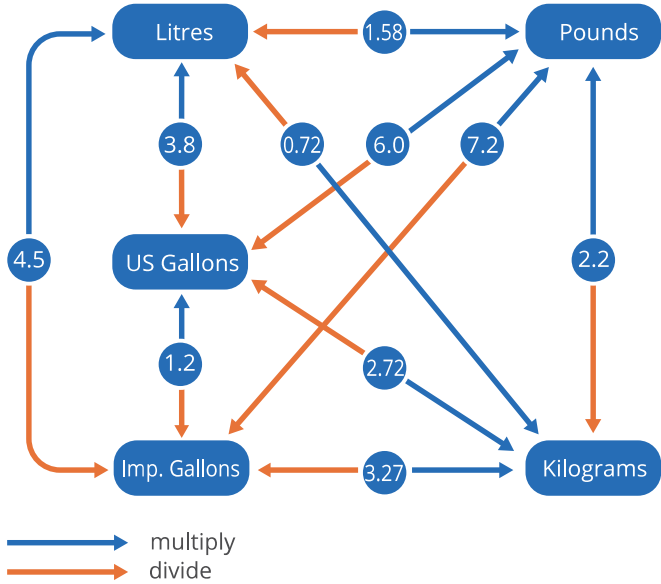 Litres
1.58
Pounds
3.8
0.72
6.0
7.2
4.5
US Gallons
2.2
1.2
2.72
Imp. Gallons
3.27
Kilograms
multiply
divide